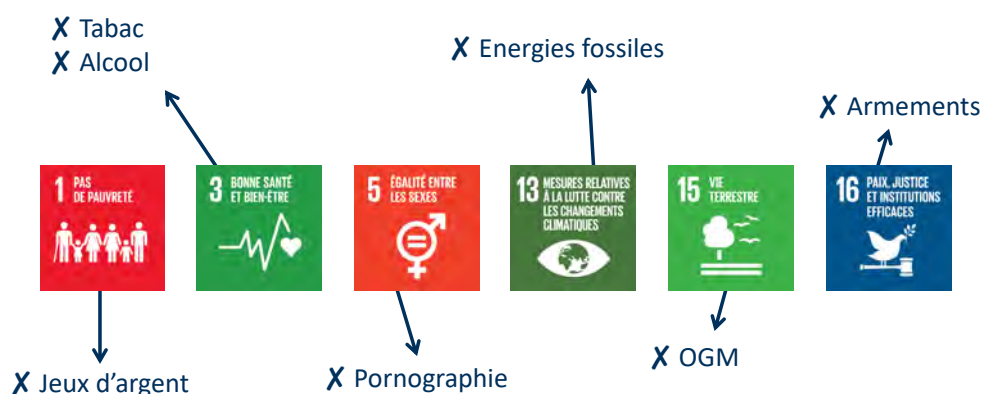 ✗ Tabac
✗ Alcool
✗ Energies fossiles
✗ Armements
1 PAS
DE PAUVRETÉ
3 BONNE SANTÉ
ET BIEN-ÊTRE
5 ÉGALITÉ ENTRE
LES SEXES
13 MESURES RELATIVES
À LA LUTTE CONTRE
LES CHANGEMENTS
CLIMATIQUES
15 VIE
TERRESTRE
16 PAIX, JUSTICE
ET INSTITUTIONS
EFFICACES
✗ Jeux d'argent
✗ Pornographie
✗ OGM